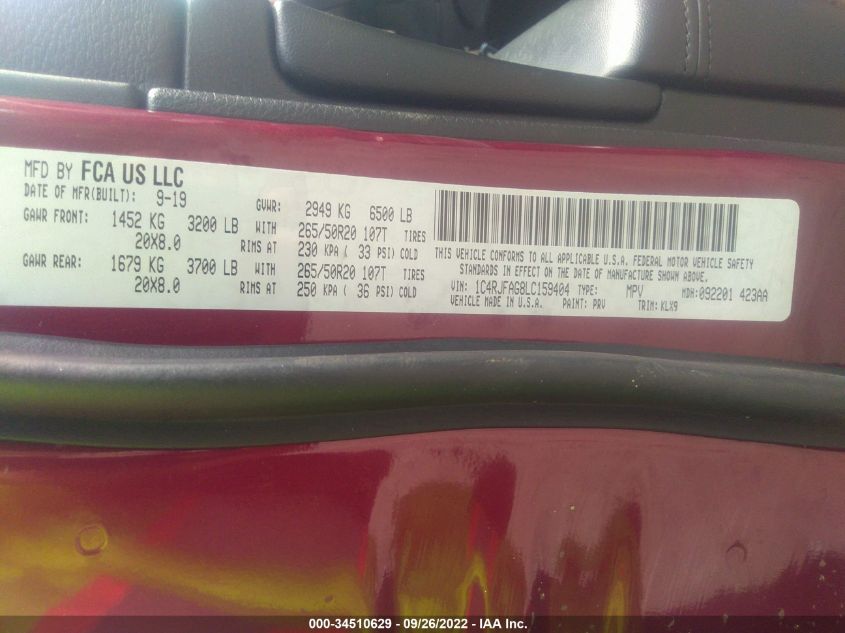 MFD BY FCA US LLC
DATE OF MFR(BUILT): 9-19 GVWR: 2949 KG 6500 LB
GAWR FRONT: 1452 KG 3200 LB WITH 265/50R20 107T TIRES
20X8.0 RIMS AT 230 KPA ( 33 PSI) COLD
GAWR REAR: 1679 KG 3700 LB WITH 265/50R20 107T TIRES
20X8.0 RIMS AT 250 KPA ( 36 PSI) COLD
THIS VEHICLE CONFORMS TO ALL APPLICABLE U.S.A. FEDERAL MOTOR VEHICLE SAFETY
STANDARDS IN EFFECT ON THE DATE OF MANUFACTURE SHOWN ABOVE.
VIN: 1C4RJFAG8LC159404 TYPE: MPV MDH: 092201 423AA
VEHICLE MADE IN U.S.A. PAINT: PRV TRIM: KLX9
000-34510629 - 09/26/2022 - IAA Inc.